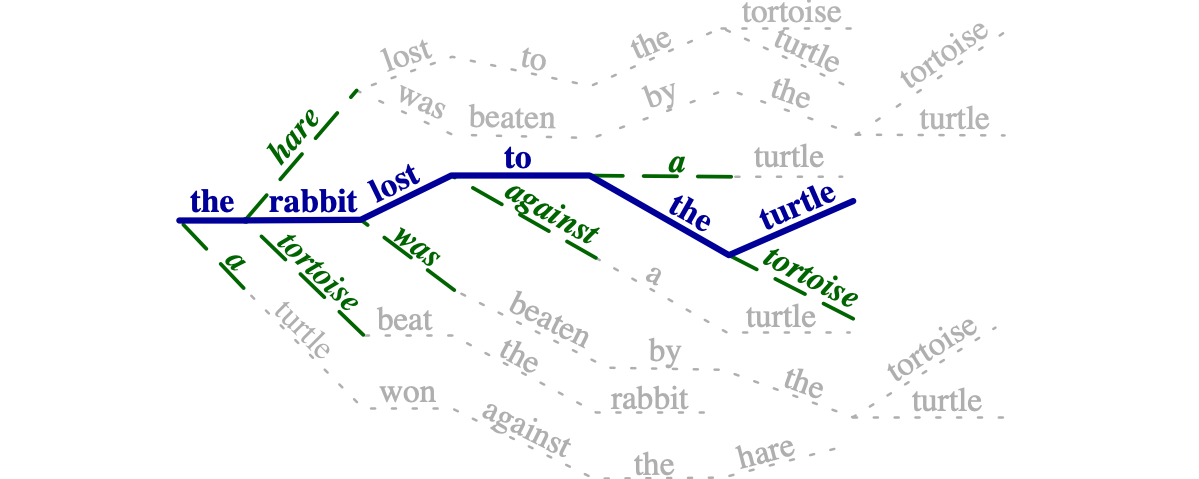 tortoise
lost to the turtle tortoise
was beaten by the turtle
hare
the rabbit lost to a turtle
the turtle
against
a tortoise was a tortoise
turtle beat beaten turtle
the by the tortoise
won rabbit turtle
against the hare